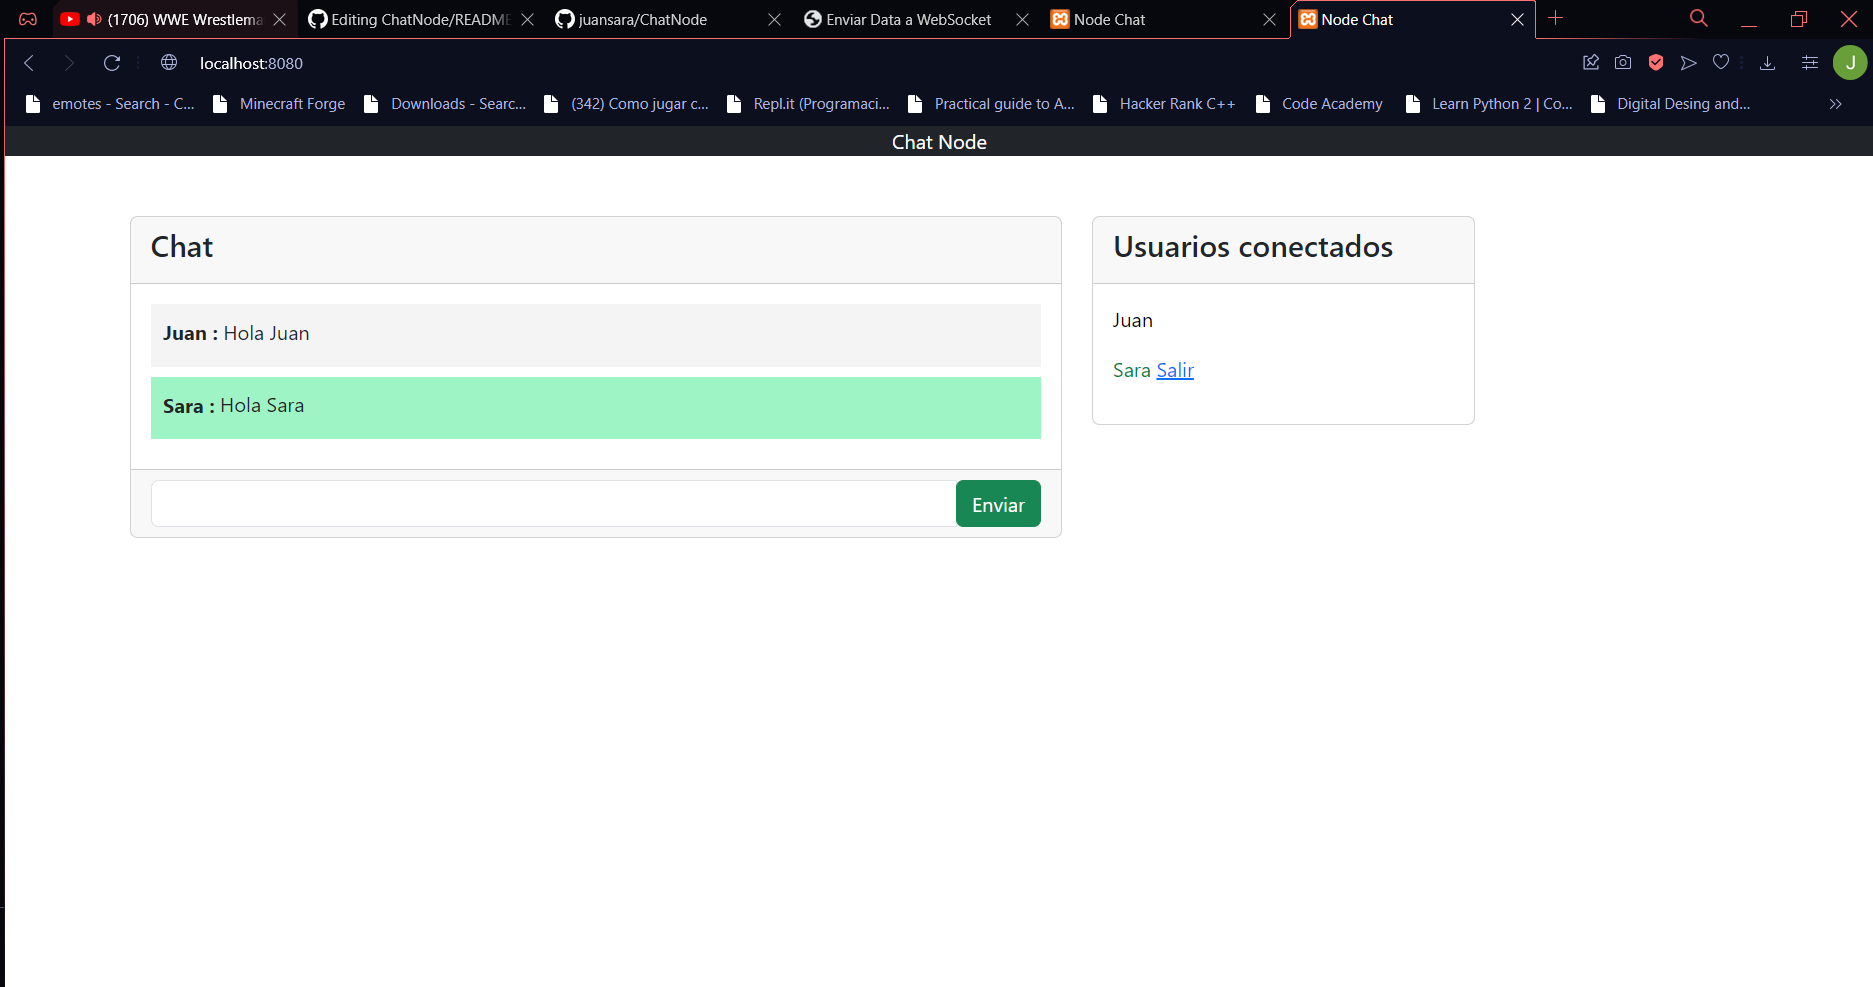 (1706) WWE Wrestlema
Editing ChatNode/README
juansara/ChatNode
Enviar Data a WebSocket
Node Chat
Node Chat
localhost:8080
J
emotes - Search - C...
Minecraft Forge
Downloads - Searc...
(342) Como jugar c...
Repl.it (Programaci...
Practical guide to A...
Hacker Rank C++
Code Academy
Learn Python 2 | Co...
Digital Desing and...
Chat Node
Chat
Juan : Hola Juan
Sara : Hola Sara
Enviar
Usuarios conectados
Juan
Sara Salir